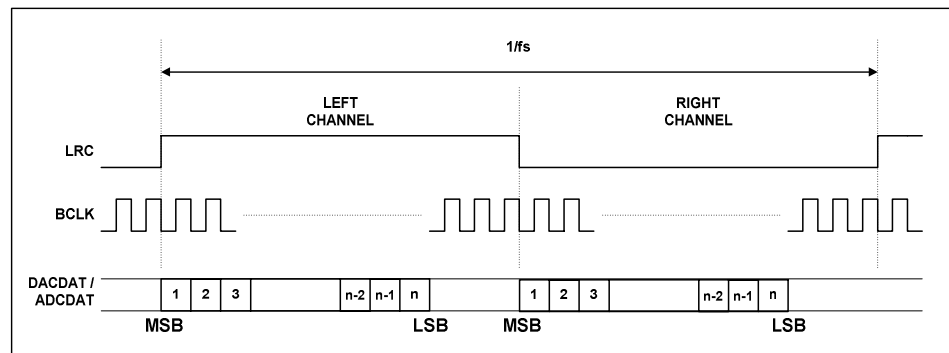 1/fs
LEFT
CHANNEL
RIGHT
CHANNEL
LRC
BCLK
DACDAT /
ADCDAT
1 2 3 n-2 n-1 n 1 2 3 n-2 n-1 n
MSB LSB MSB LSB